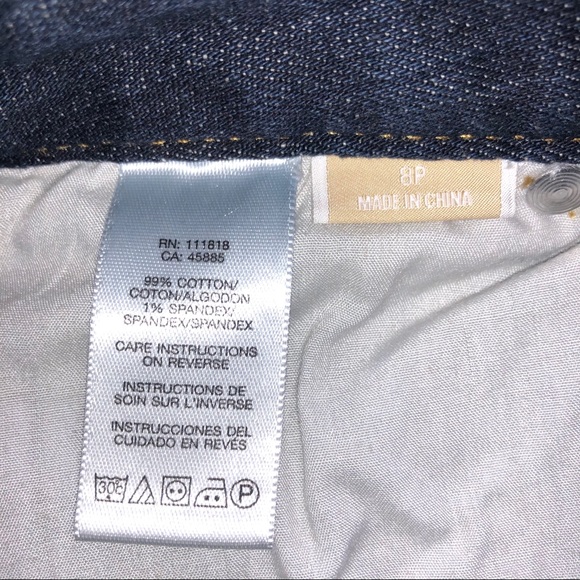 8P
MADE IN CHINA
RN: 111818
CA: 45885
99% COTTON/
COTON/ALGODON
1% SPANDEX/
SPANDEX/SPANDEX
CARE INSTRUCTIONS
ON REVERSE
INSTRUCTIONS DE
SOIN SUR L'INVERSE
INSTRUCCIONES DEL
CUIDADO EN REVÉS
30c
P